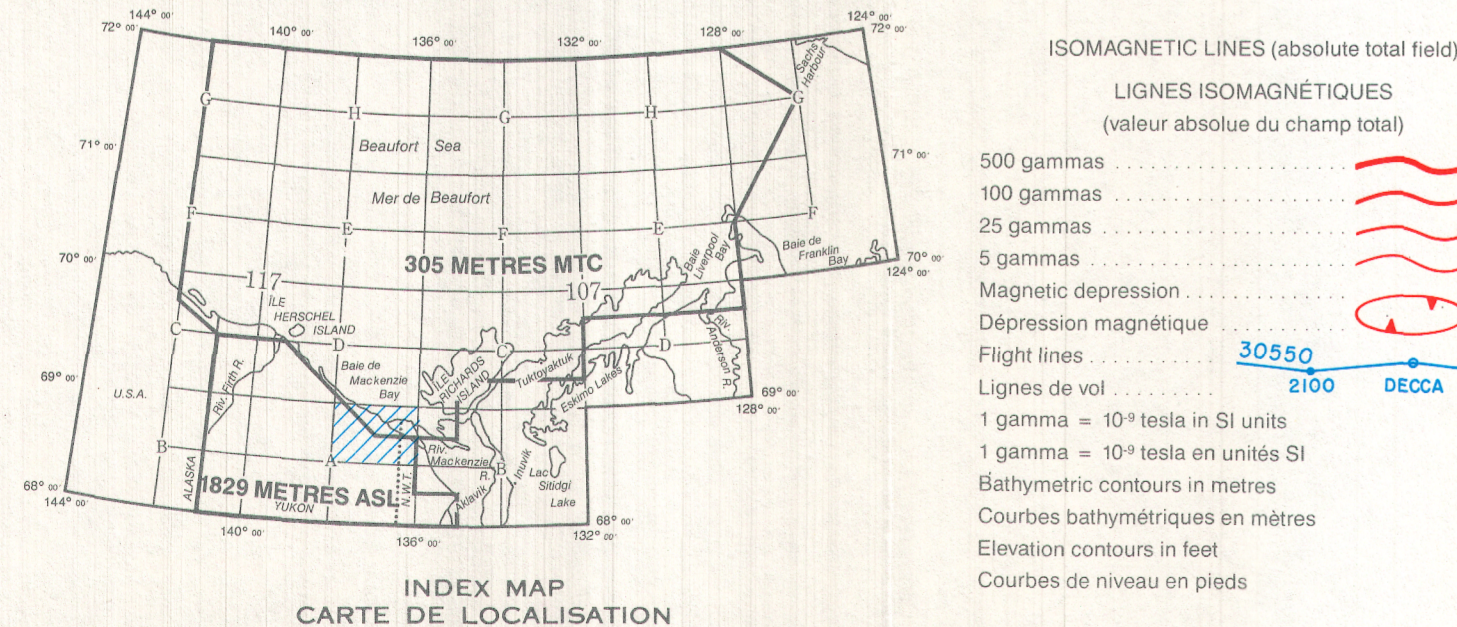 144° 00'
72° 00'
140° 00'
136° 00'
132° 00'
128° 00'
124° 00'
72° 00'
Sachs
Harbour
G
H
G
H
G
Beaufort Sea
71° 00'
71° 00'
Mer de Beaufort
F
E
F
E
F
Baie
Liverpool
Bay
Baie de
Franklin
Bay
70° 00'
70° 00'
124° 00'
305 METRES MTC
117
107
ÎLE
HERSCHEL
ISLAND
C
D
C
D
Riv.
Anderson R.
Baie de
Mackenzie
Bay
ÎLE
RICHARDS
ISLAND
Tuktoyaktuk
Eskimo Lakes
69° 00'
69° 00'
128° 00'
U.S.A.
Riv. Firth R.
B
A
B
Riv.
Mackenzie
R.
Inuvik
Lac
Sitidgi
Lake
Aklavik
N.W.T.
ALASKA
1829 METRES ASL
YUKON
68° 00'
144° 00'
140° 00'
136° 00'
132° 00'
68° 00'
INDEX MAP
CARTE DE LOCALISATION
ISOMAGNETIC LINES (absolute total field)
LIGNES ISOMAGNÉTIQUES
(valeur absolue du champ total)
500 gammas
100 gammas
25 gammas
5 gammas
Magnetic depression
Dépression magnétique
Flight lines
30550
Lignes de vol
2100 DECCA
1 gamma = 10⁻⁹ tesla in SI units
1 gamma = 10⁻⁹ tesla en unités SI
Bathymetric contours in metres
Courbes bathymétriques en mètres
Elevation contours in feet
Courbes de niveau en pieds